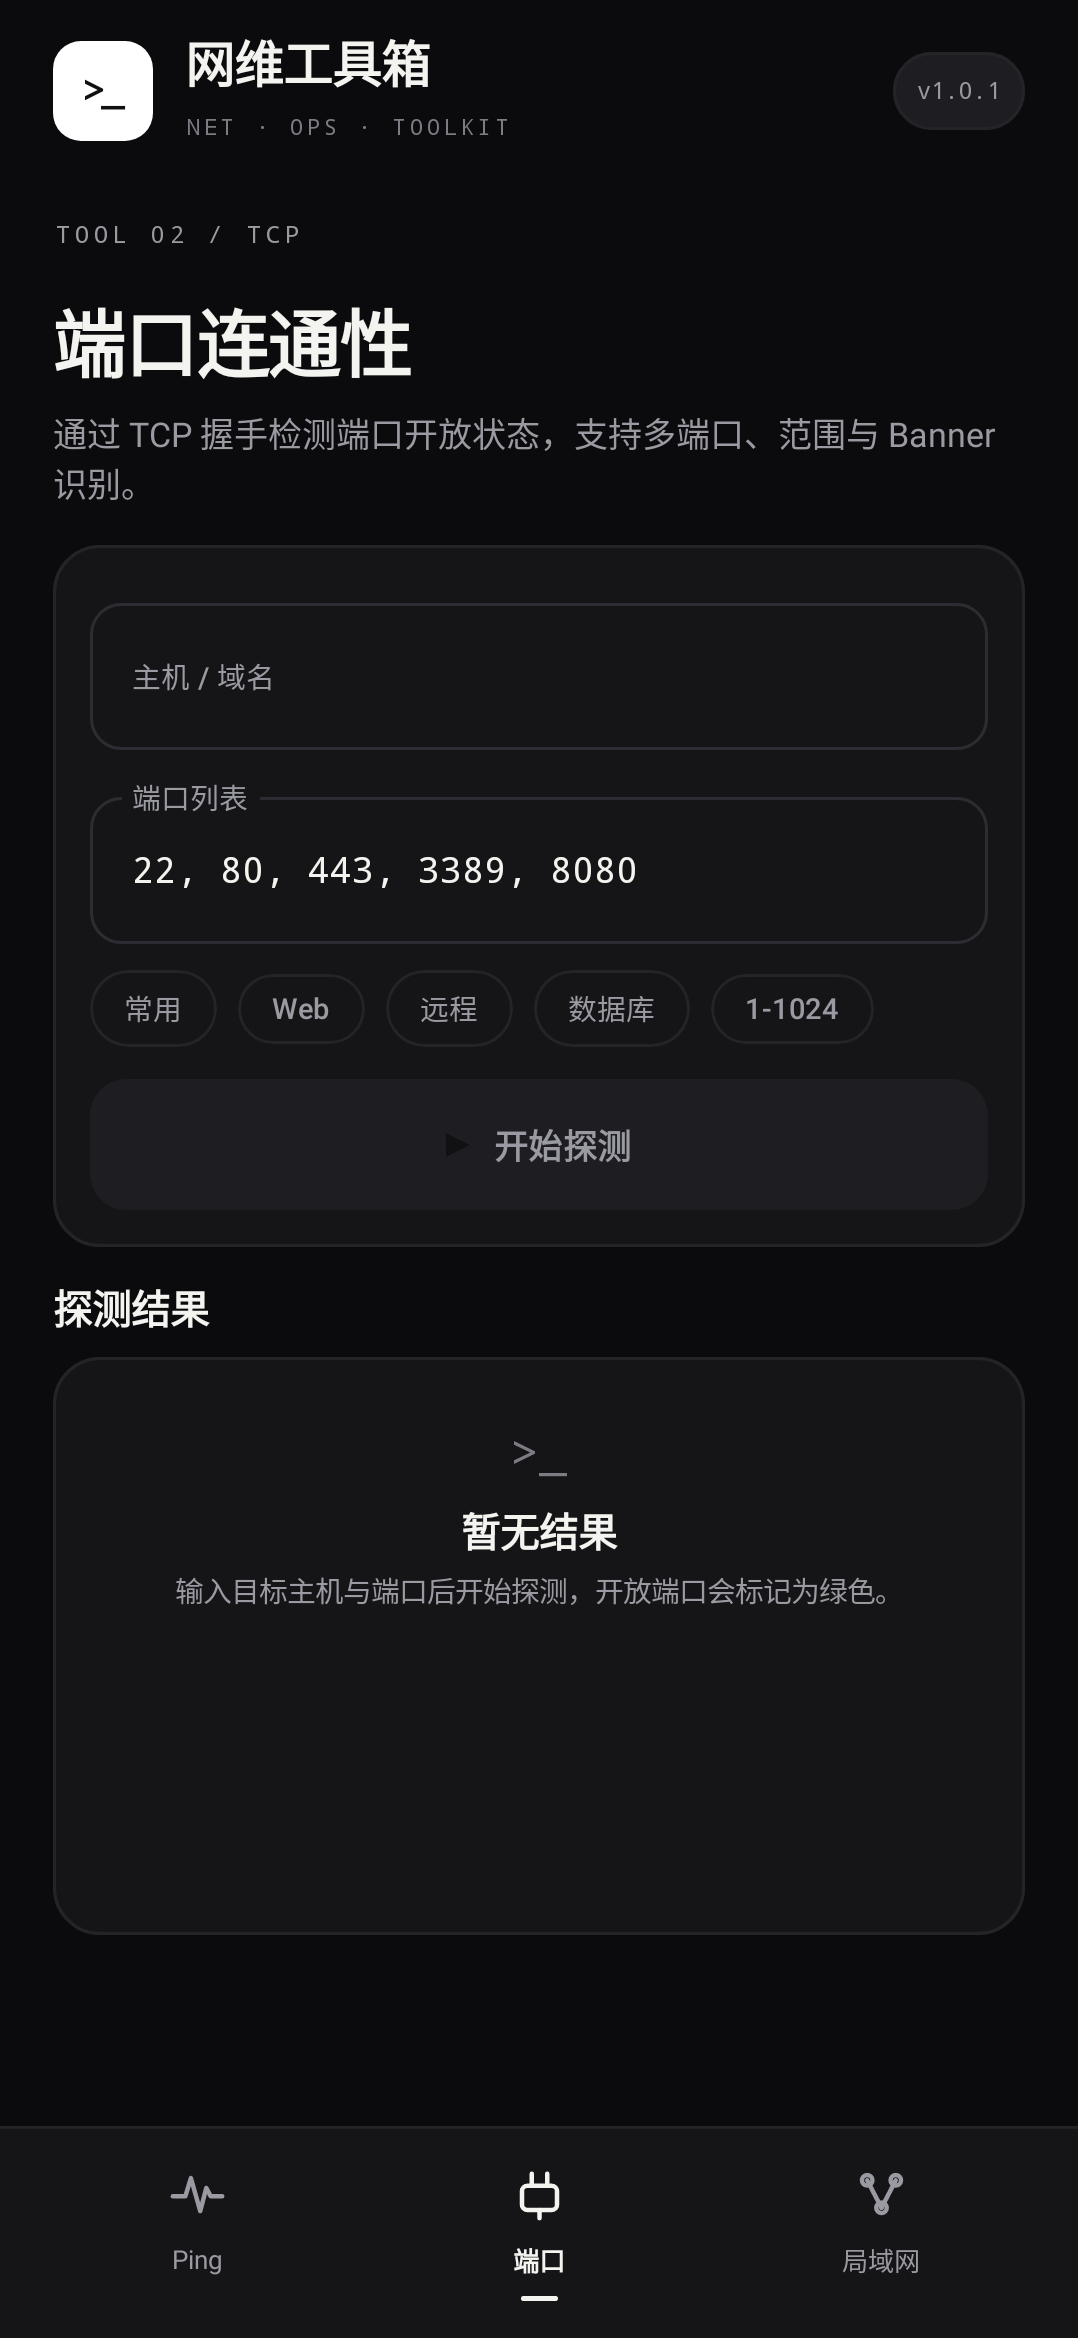 >_
网维工具箱
NET · OPS · TOOLKIT
v1.0.1
TOOL 02 / TCP
端口连通性
通过 TCP 握手检测端口开放状态，支持多端口、范围与 Banner
识别。
主机 / 域名
端口列表
22, 80, 443, 3389, 8080
常用 Web 远程 数据库 1-1024
开始探测
探测结果
>_
暂无结果
输入目标主机与端口后开始探测，开放端口会标记为绿色。
Ping 端口 局域网